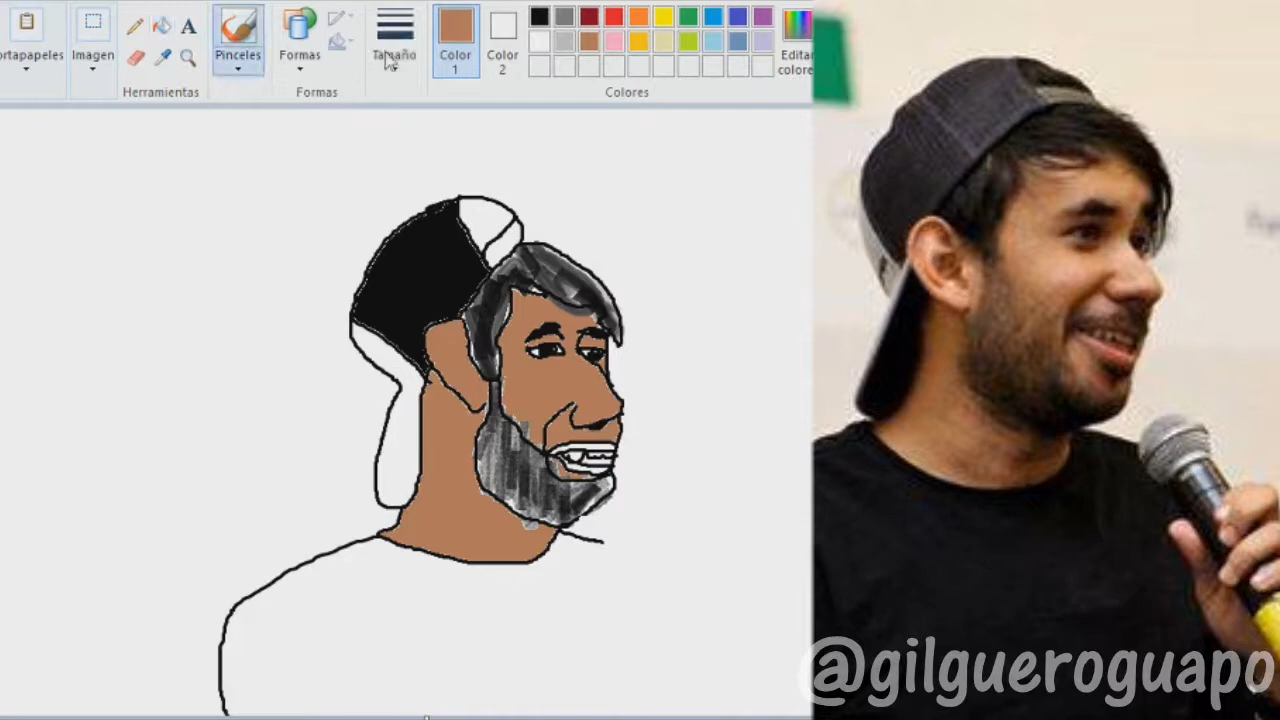 ortapapeles
Imagen
Herramientas
A
Pinceles
Formas
Formas
Tamaño
Color
1
Color
2
Colores
Editar
colore
@gilgueroguapo